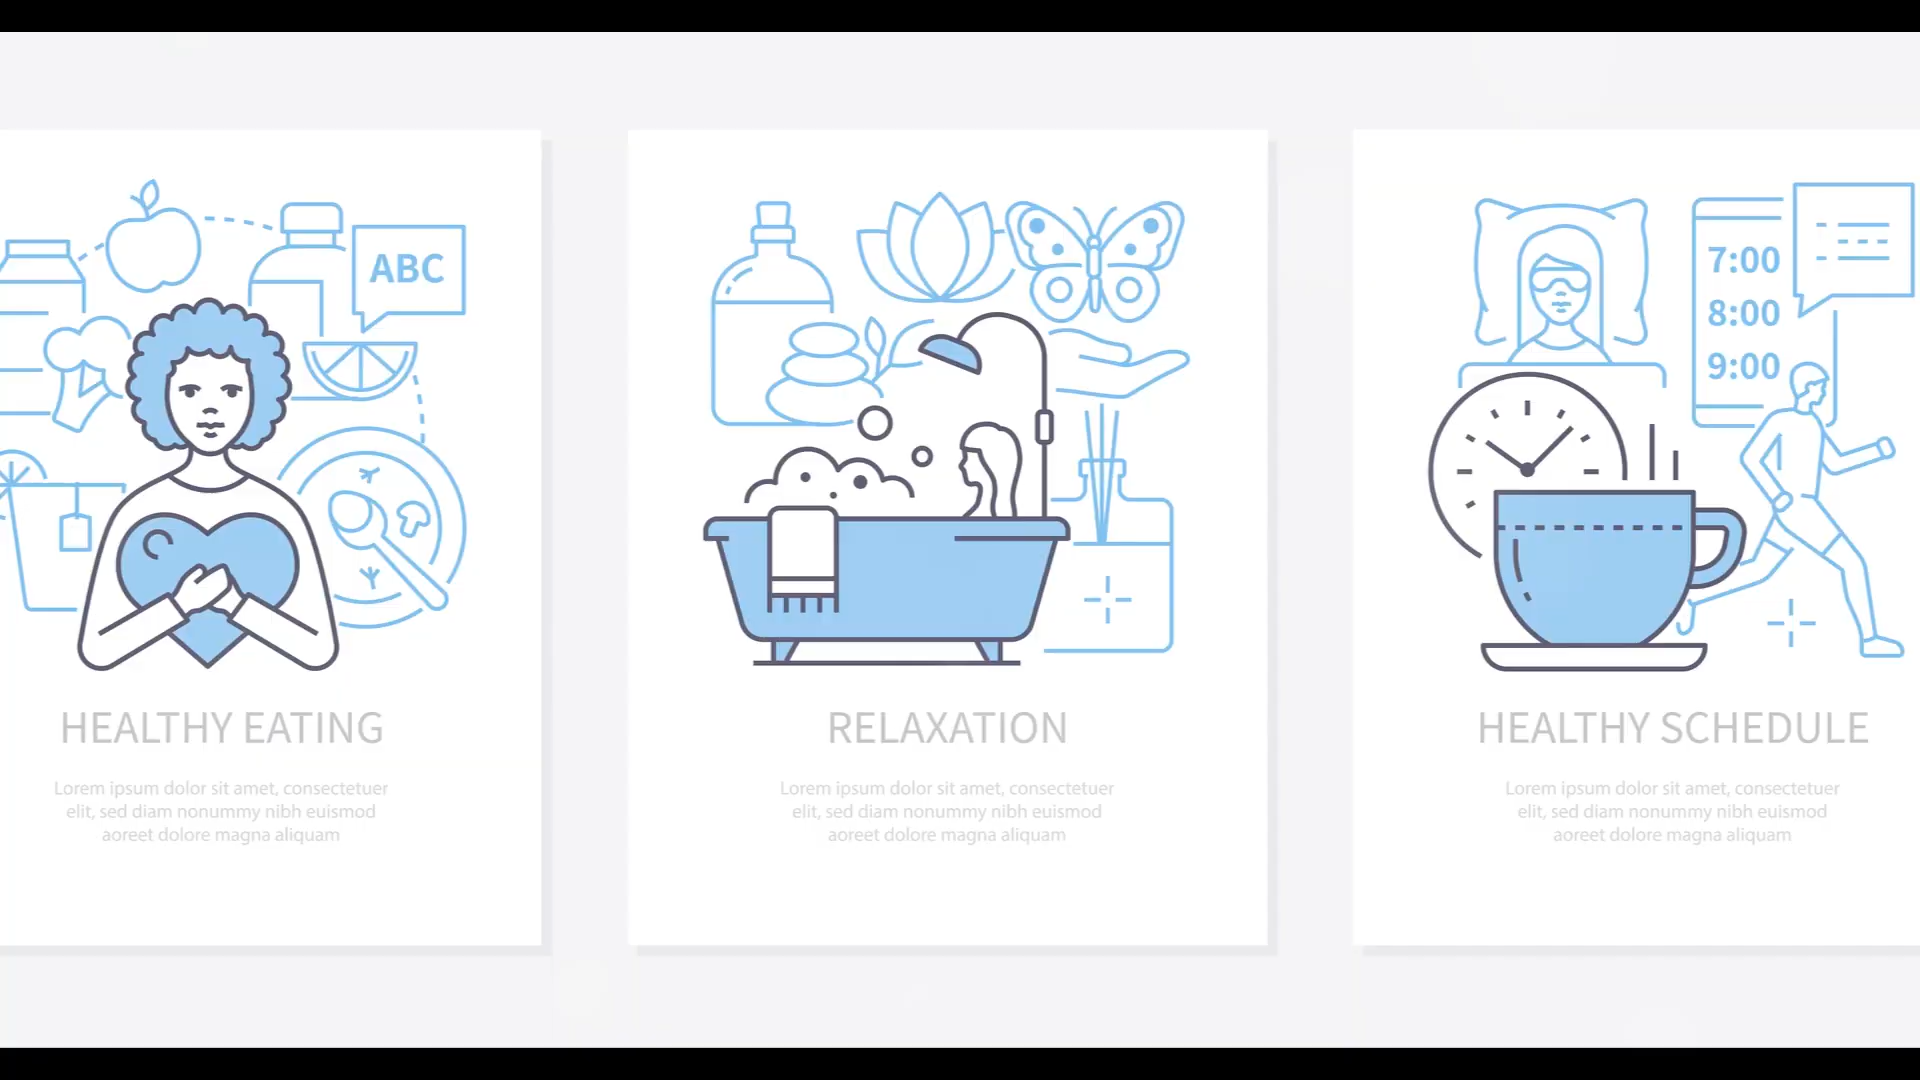 ABC
HEALTHY EATING
Lorem ipsum dolor sit amet, consectetuer
elit, sed diam nonummy nibh euismod
aoreet dolore magna aliquam
RELAXATION
Lorem ipsum dolor sit amet, consectetuer
elit, sed diam nonummy nibh euismod
aoreet dolore magna aliquam
7:00
8:00
9:00
HEALTHY SCHEDULE
Lorem ipsum dolor sit amet, consectetuer
elit, sed diam nonummy nibh euismod
aoreet dolore magna aliquam